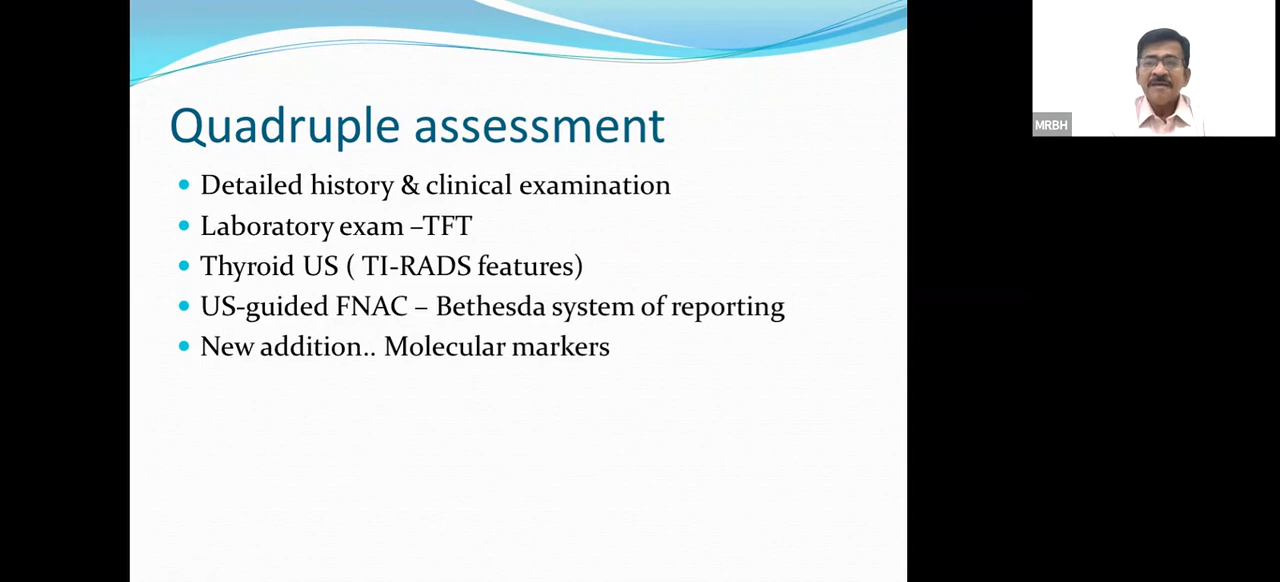 Quadruple assessment
Detailed history & clinical examination
Laboratory exam –TFT
Thyroid US ( TI-RADS features)
US-guided FNAC – Bethesda system of reporting
New addition.. Molecular markers
MRBH